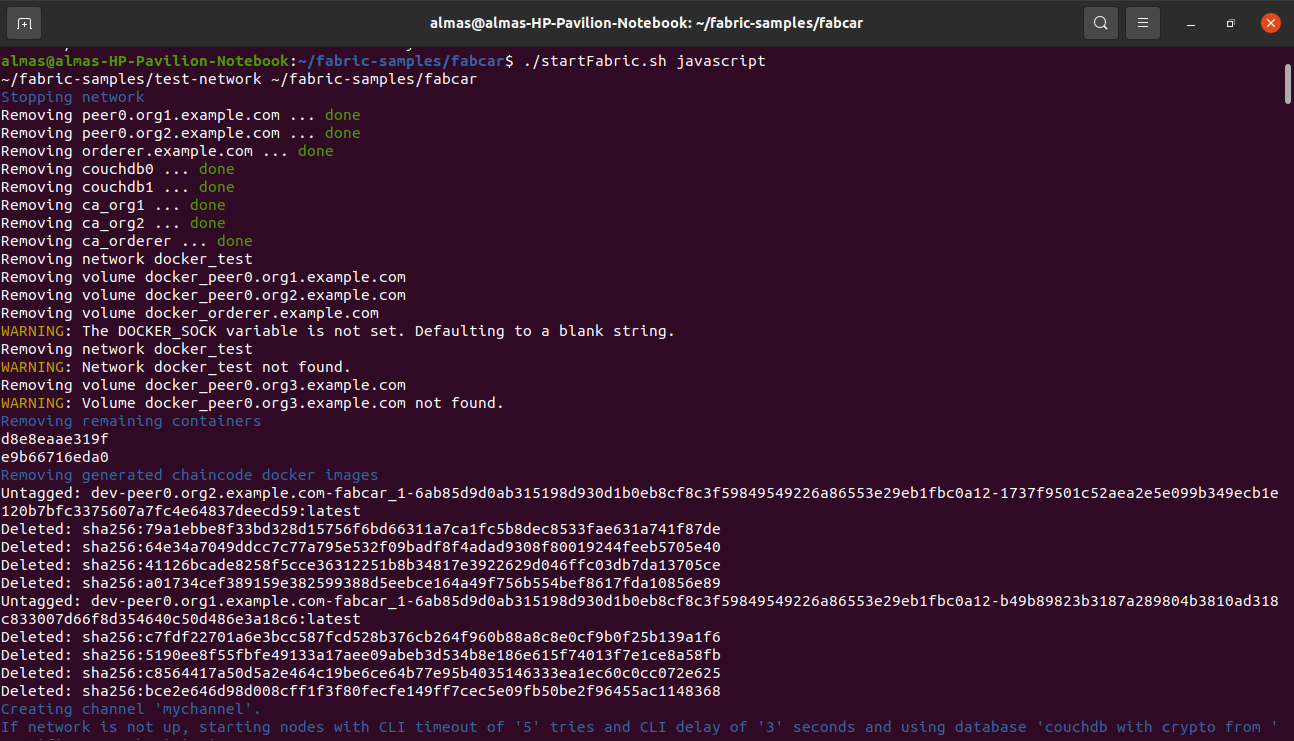 almas@almas-HP-Pavilion-Notebook: ~/fabric-samples/fabcar
almas@almas-HP-Pavilion-Notebook:~/fabric-samples/fabcar$ ./startFabric.sh javascript
~/fabric-samples/test-network ~/fabric-samples/fabcar
Stopping network
Removing peer0.org1.example.com ... done
Removing peer0.org2.example.com ... done
Removing orderer.example.com ... done
Removing couchdb0 ... done
Removing couchdb1 ... done
Removing ca_org1 ... done
Removing ca_org2 ... done
Removing ca_orderer ... done
Removing network docker_test
Removing volume docker_peer0.org1.example.com
Removing volume docker_peer0.org2.example.com
Removing volume docker_orderer.example.com
WARNING: The DOCKER_SOCK variable is not set. Defaulting to a blank string.
Removing network docker_test
WARNING: Network docker_test not found.
Removing volume docker_peer0.org3.example.com
WARNING: Volume docker_peer0.org3.example.com not found.
Removing remaining containers
d8e8eaae319f
e9b66716eda0
Removing generated chaincode docker images
Untagged: dev-peer0.org2.example.com-fabcar_1-6ab85d9d0ab315198d930d1b0eb8cf8c3f59849549226a86553e29eb1fbc0a12-1737f9501c52aea2e5e099b349ecb1e
120b7bfc3375607a7fc4e64837deecd59:latest
Deleted: sha256:79a1ebbe8f33bd328d15756f6bd66311a7ca1fc5b8dec8533fae631a741f87de
Deleted: sha256:64e34a7049ddcc7c77a795e532f09badf8f4adad9308f80019244feeb5705e40
Deleted: sha256:41126bcade8258f5cce36312251b8b34817e3922629d046ffc03db7da13705ce
Deleted: sha256:a01734cef389159e382599388d5eebce164a49f756b554bef8617fda10856e89
Untagged: dev-peer0.org1.example.com-fabcar_1-6ab85d9d0ab315198d930d1b0eb8cf8c3f59849549226a86553e29eb1fbc0a12-b49b89823b3187a289804b3810ad318
c833007d66f8d354640c50d486e3a18c6:latest
Deleted: sha256:c7fdf22701a6e3bcc587fcd528b376cb264f960b88a8c8e0cf9b0f25b139a1f6
Deleted: sha256:5190ee8f55fbfe49133a17aee09abeb3d534b8e186e615f74013f7e1ce8a58fb
Deleted: sha256:c8564417a50d5a2e464c19be6ce64b77e95b4035146333ea1ec60c0cc072e625
Deleted: sha256:bce2e646d98d008cff1f3f80fecfe149ff7cec5e09fb50be2f96455ac1148368
Creating channel 'mychannel'.
If network is not up, starting nodes with CLI timeout of '5' tries and CLI delay of '3' seconds and using database 'couchdb with crypto from '